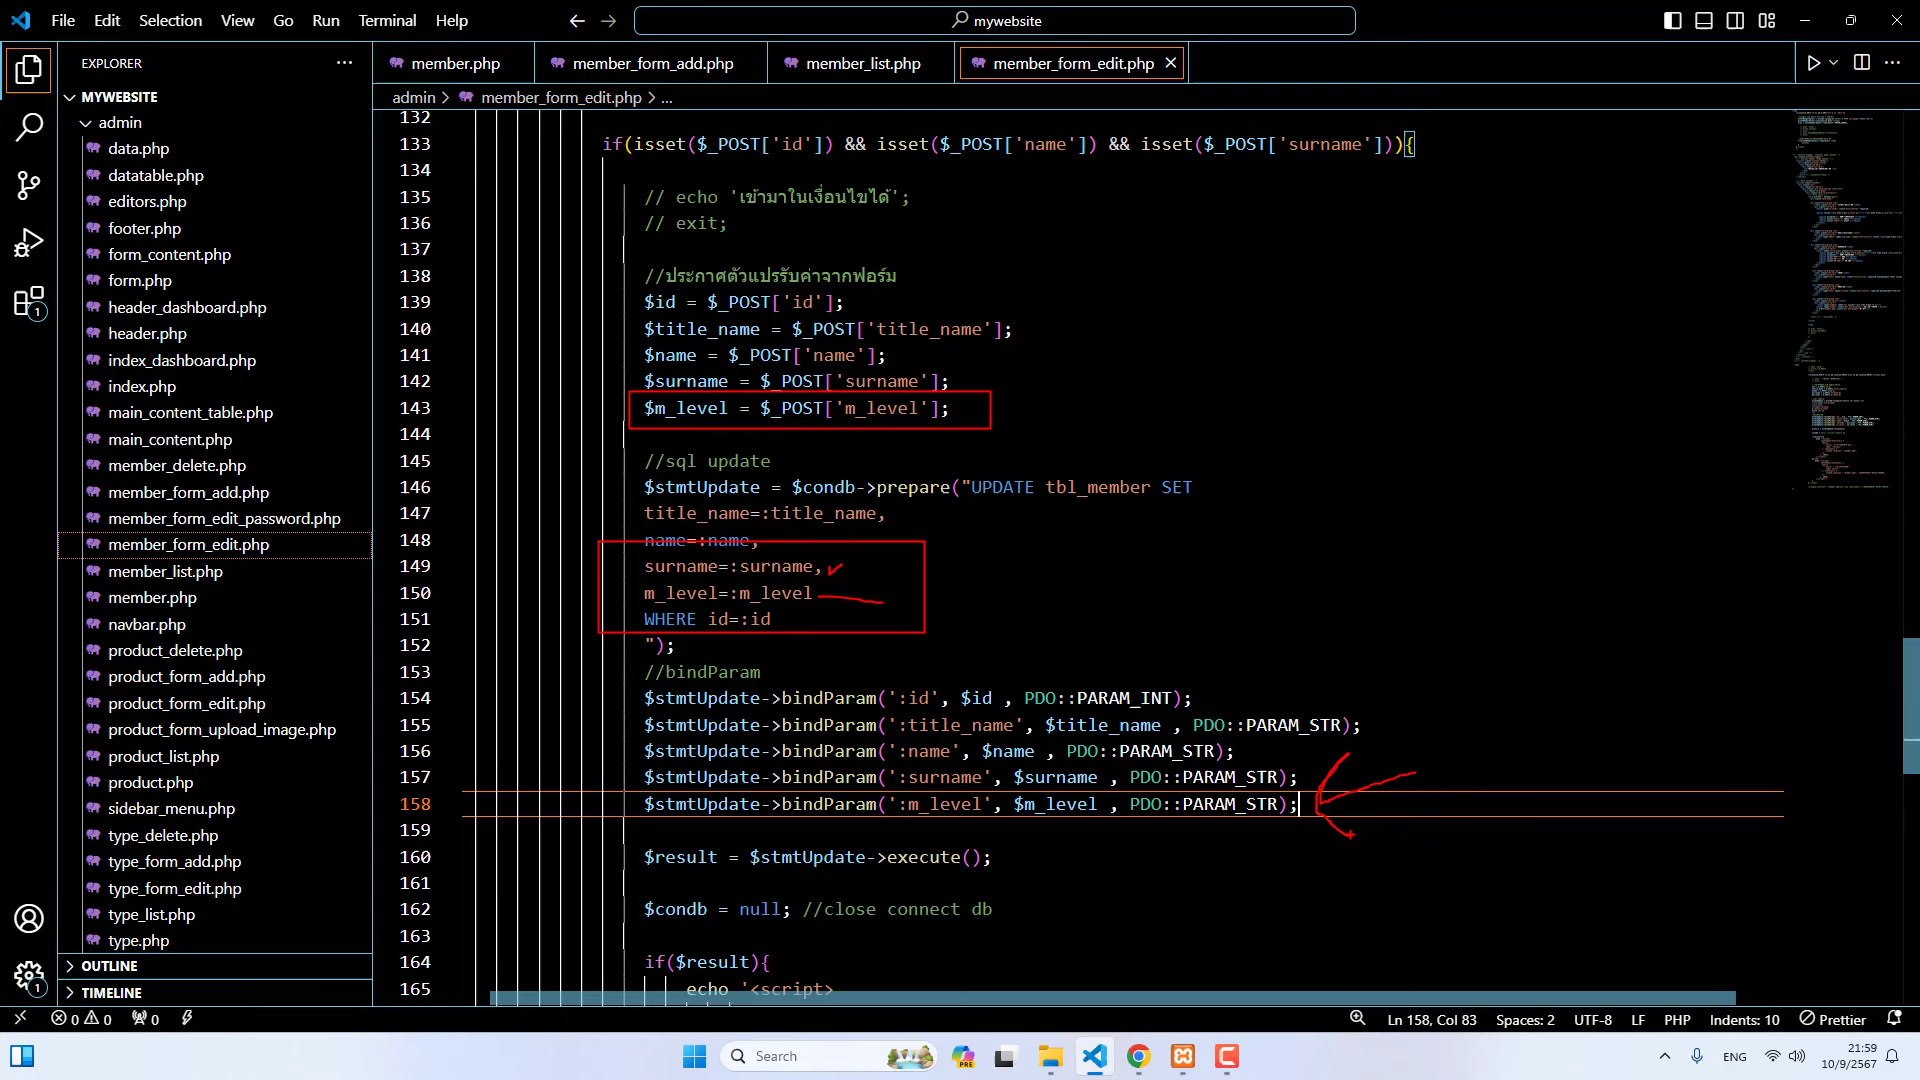 File Edit Selection View Go Run Terminal Help
mywebsite
EXPLORER
member.php
member_form_add.php
member_list.php
member_form_edit.php
admin > member_form_edit.php > ...
MYWEBSITE
admin
data.php
datatable.php
editors.php
footer.php
form_content.php
form.php
header_dashboard.php
header.php
index_dashboard.php
index.php
main_content_table.php
main_content.php
member_delete.php
member_form_add.php
member_form_edit_password.php
member_form_edit.php
member_list.php
member.php
navbar.php
product_delete.php
product_form_add.php
product_form_edit.php
product_form_upload_image.php
product_list.php
product.php
sidebar_menu.php
type_delete.php
type_form_add.php
type_form_edit.php
type_list.php
type.php
OUTLINE
TIMELINE
132
133 if(isset($_POST['id']) && isset($_POST['name']) && isset($_POST['surname'])){
134
135 // echo 'เข้ามาในเงื่อนไขได้';
136 // exit;
137
138 //ประกาศตัวแปรรับค่าจากฟอร์ม
139 $id = $_POST['id'];
140 $title_name = $_POST['title_name'];
141 $name = $_POST['name'];
142 $surname = $_POST['surname'];
143 $m_level = $_POST['m_level'];
144
145 //sql update
146 $stmtUpdate = $condb->prepare("UPDATE tbl_member SET
147 title_name=:title_name,
148 name=:name,
149 surname=:surname,
150 m_level=:m_level
151 WHERE id=:id
152 ");
153 //bindParam
154 $stmtUpdate->bindParam(':id', $id , PDO::PARAM_INT);
155 $stmtUpdate->bindParam(':title_name', $title_name , PDO::PARAM_STR);
156 $stmtUpdate->bindParam(':name', $name , PDO::PARAM_STR);
157 $stmtUpdate->bindParam(':surname', $surname , PDO::PARAM_STR);
158 $stmtUpdate->bindParam(':m_level', $m_level , PDO::PARAM_STR);
159
160 $result = $stmtUpdate->execute();
161
162 $condb = null; //close connect db
163
164 if($result){
165 echo '<script>
1
1
0 0 0
Ln 158, Col 83 Spaces: 2 UTF-8 LF PHP Indents: 10 Prettier
Search
PRE
ENG
21:59
10/9/2567